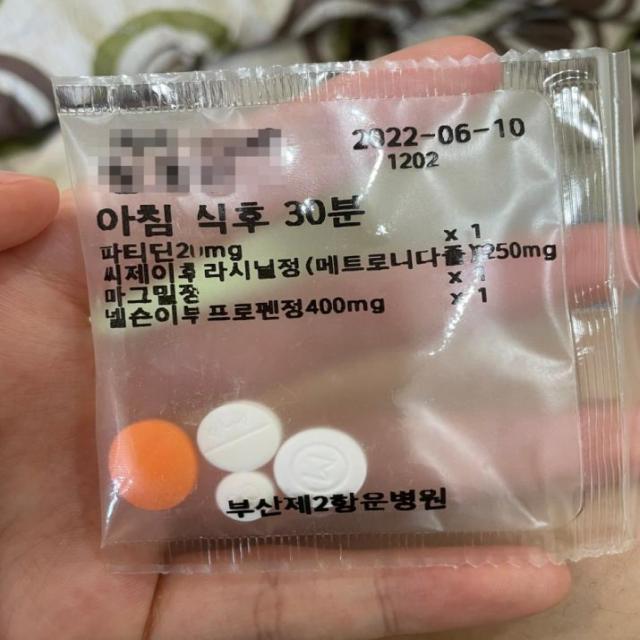 2022-06-10
1202
아침 식후 30분
파티딘20mg x 1
씨제이후라시닐정(메트로니다졸)250mg x 1
마그밀정 x 1
넬슨이부프로펜정400mg x 1
부산제2항운병원